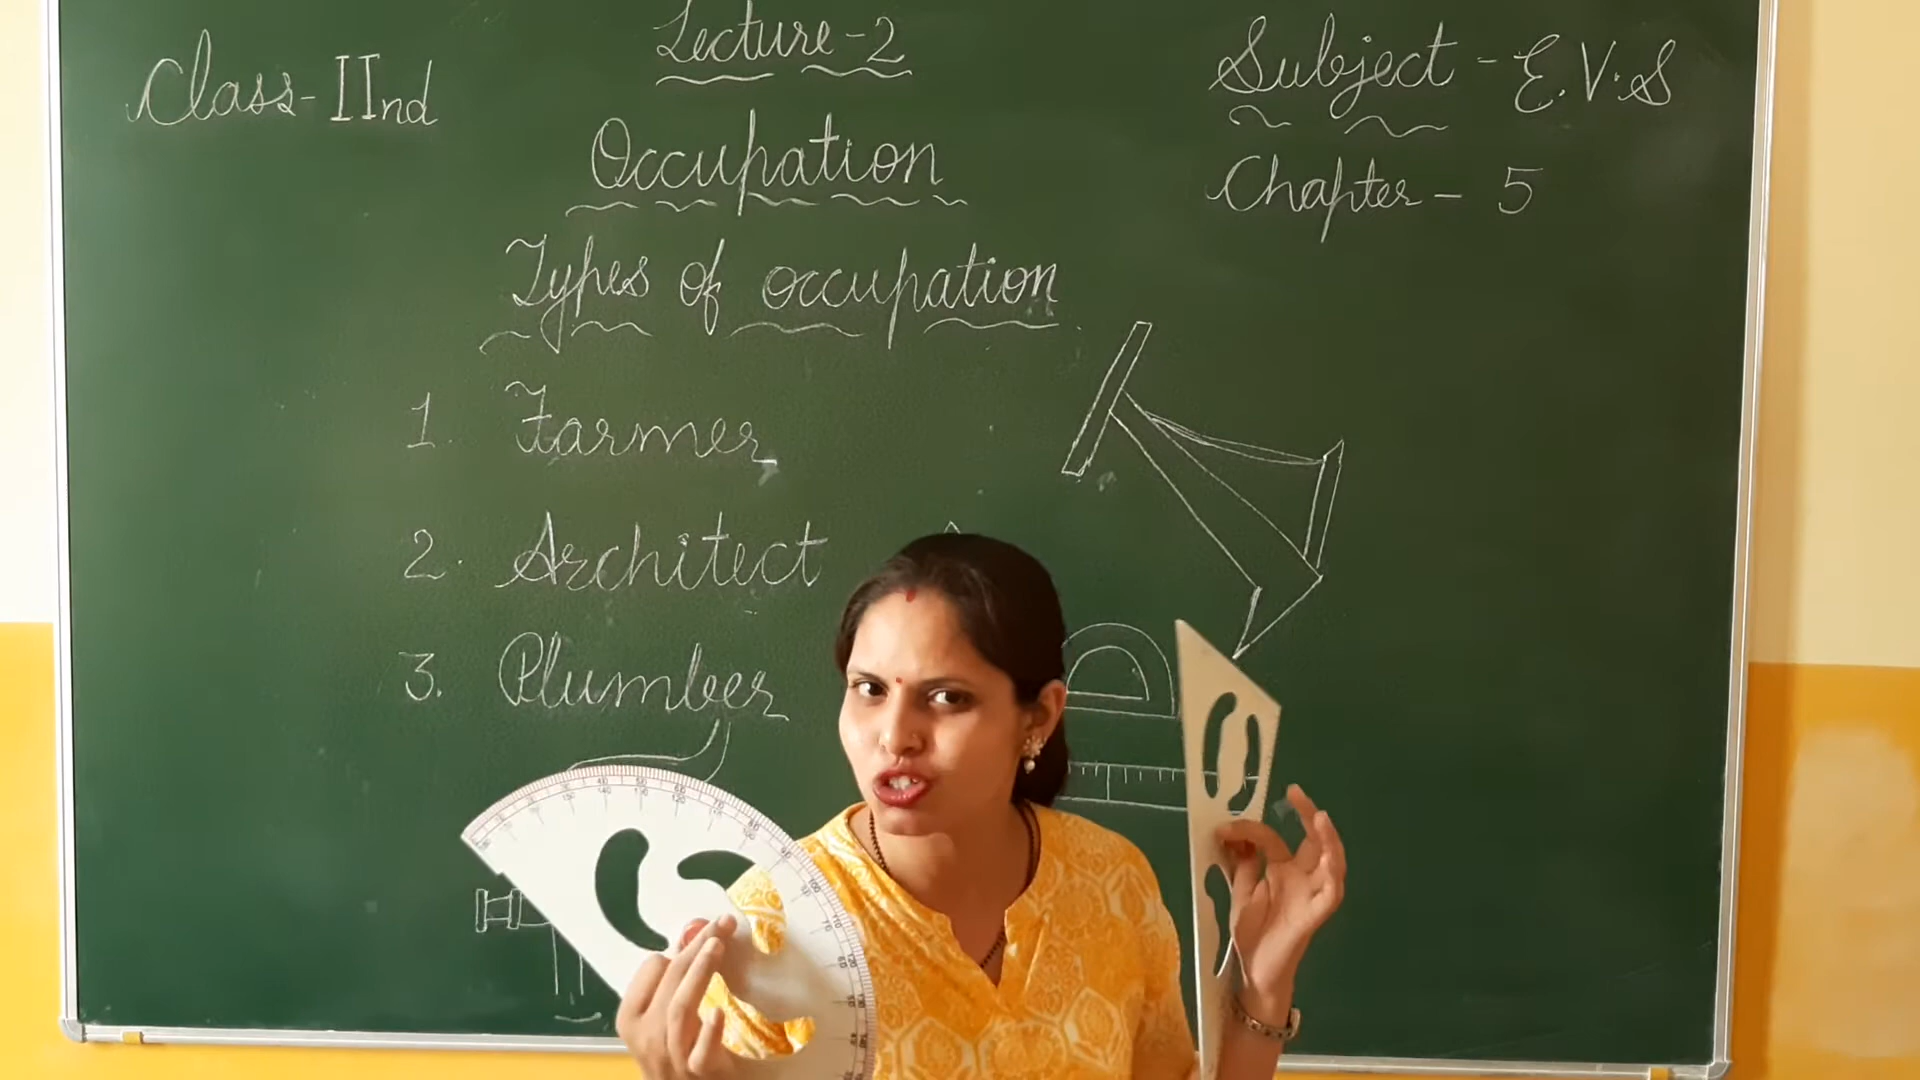 Lecture-2
Class-IInd
Subject - E.V.S
Occupation
Chapter - 5
Types of occupation
1. Farmer
2. Architect
3. Plumber